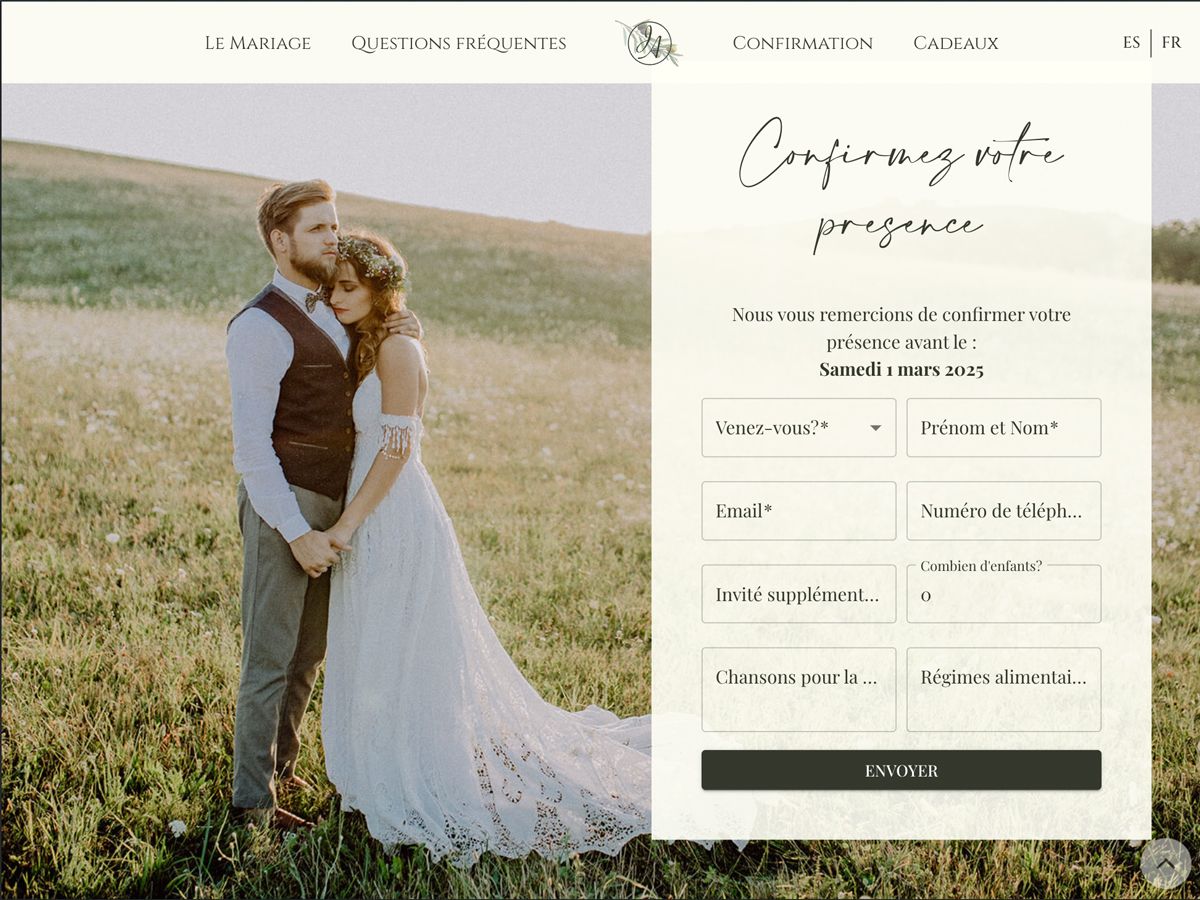 Le Mariage
Questions fréquentes
JA
Confirmation
Cadeaux
ES | FR
Confirmez votre
presence
Nous vous remercions de confirmer votre
présence avant le :
Samedi 1 mars 2025
Venez-vous?*
Prénom et Nom*
Email*
Numéro de téléph...
Invité supplément...
Combien d'enfants?
0
Chansons pour la ...
Régimes alimentai...
ENVOYER